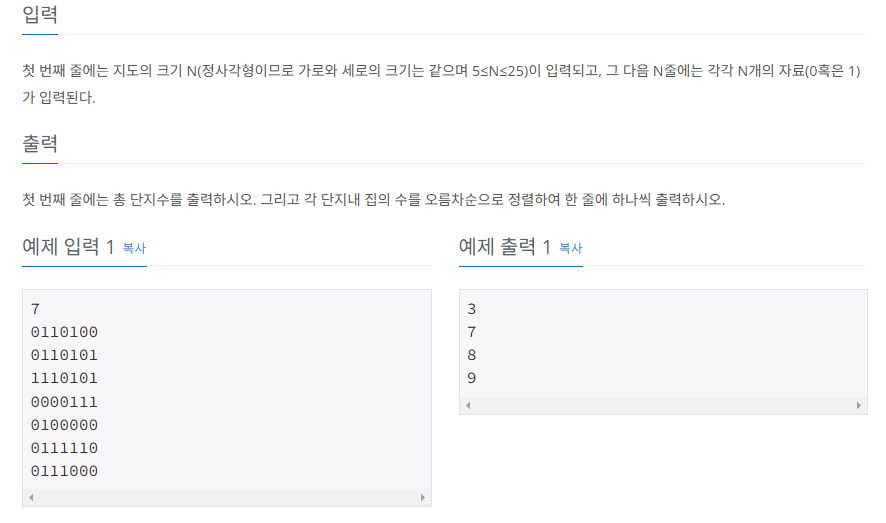 입력
첫 번째 줄에는 지도의 크기 N(정사각형이므로 가로와 세로의 크기는 같으며 5≤N≤25)이 입력되고, 그 다음 N줄에는 각각 N개의 자료(0혹은 1)
가 입력된다.
출력
첫 번째 줄에는 총 단지수를 출력하시오. 그리고 각 단지내 집의 수를 오름차순으로 정렬하여 한 줄에 하나씩 출력하시오.
예제 입력 1 복사
7
0110100
0110101
1110101
0000111
0100000
0111110
0111000
예제 출력 1 복사
3
7
8
9